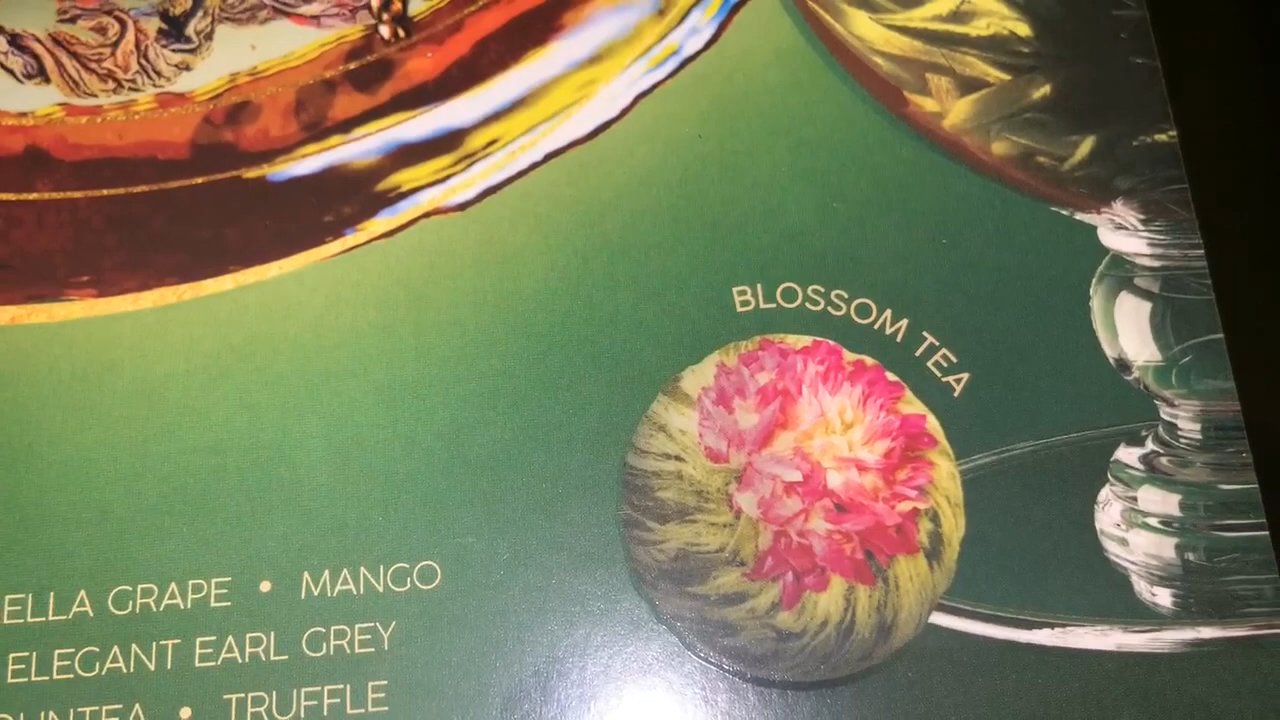 BLOSSOM TEA
ELLA GRAPE • MANGO
ELEGANT EARL GREY
• TRUFFLE